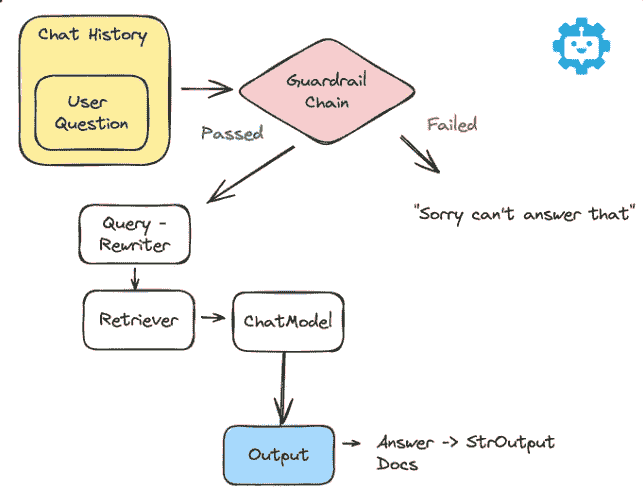 Chat History
User
Question
Guardrail
Chain
Passed
Failed
"Sorry can't answer that"
Query -
Rewriter
Retriever
ChatModel
Output
Answer -> StrOutput
Docs